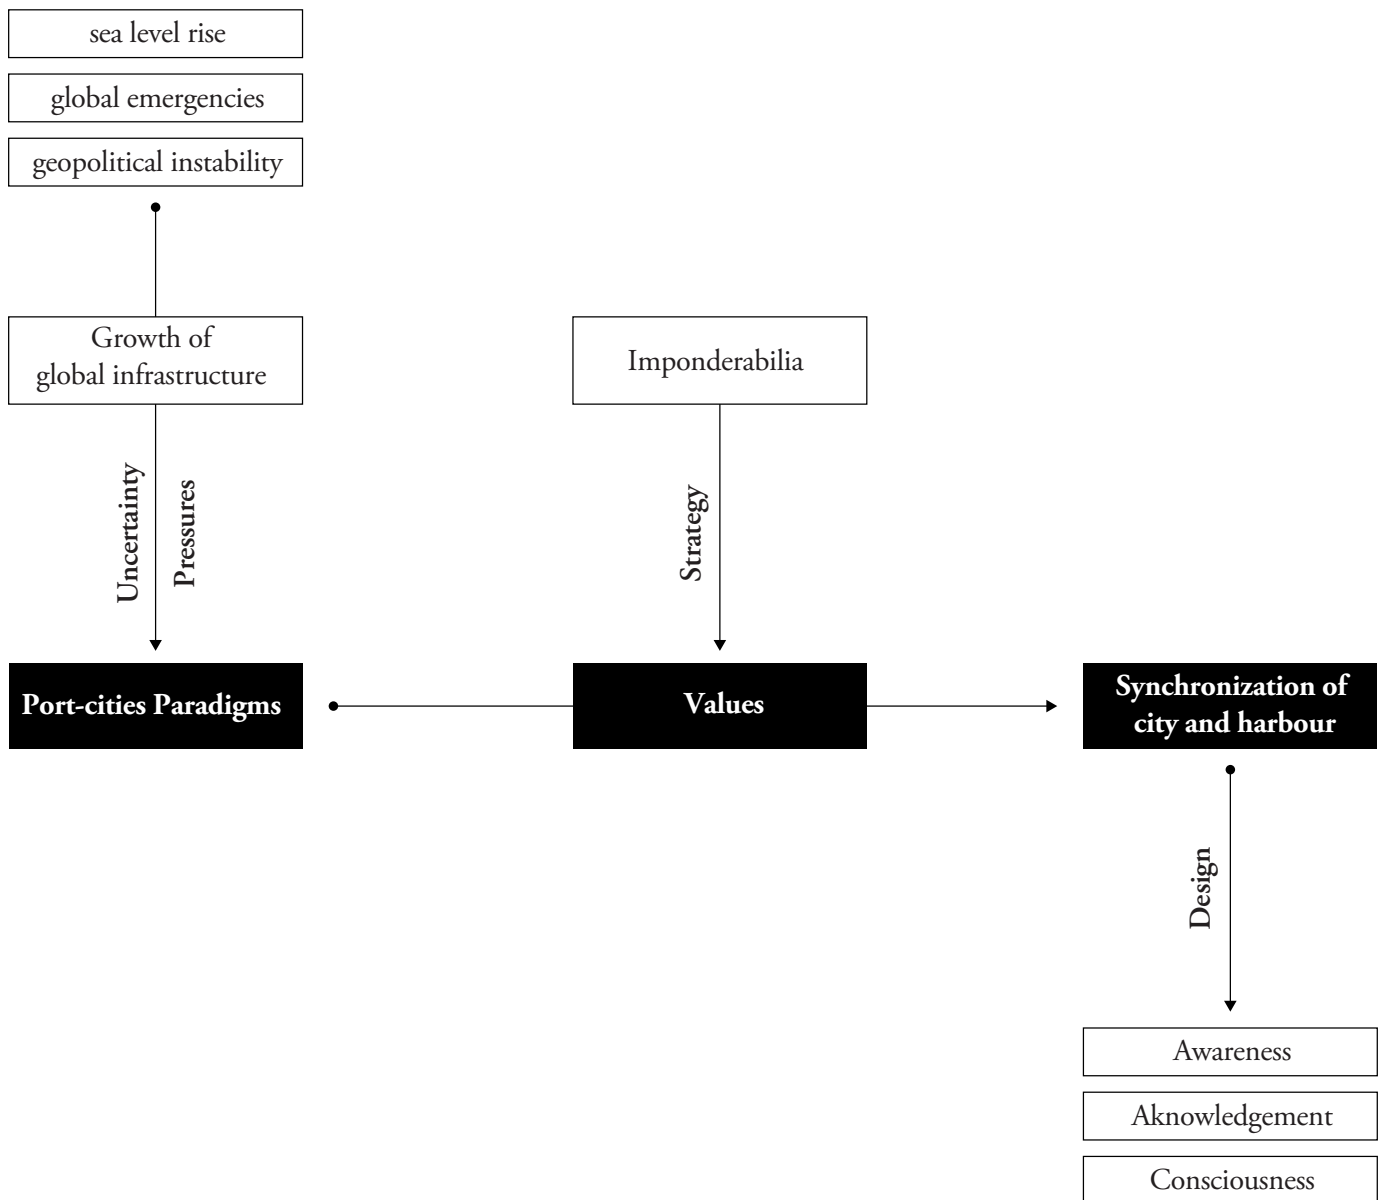 sea level rise
global emergencies
geopolitical instability
Growth of
global infrastructure
Imponderabilia
Uncertainty
Pressures
Strategy
Port-cities Paradigms
Values
Synchronization of
city and harbour
Design
Awareness
Aknowledgement
Consciousness